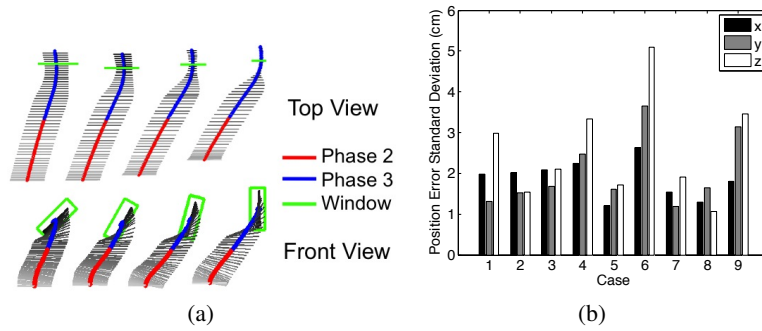 Top View
Phase 2
Phase 3
Window
Front View
(a)
Position Error Standard Deviation (cm)
6
5
4
3
2
1
0
x
y
z
1 2 3 4 5 6 7 8 9
Case
(b)